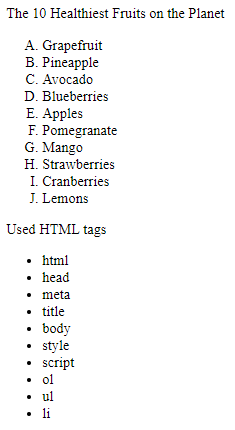 The 10 Healthiest Fruits on the Planet
A. Grapefruit
B. Pineapple
C. Avocado
D. Blueberries
E. Apples
F. Pomegranate
G. Mango
H. Strawberries
I. Cranberries
J. Lemons
Used HTML tags
• html
• head
• meta
• title
• body
• style
• script
• ol
• ul
• li